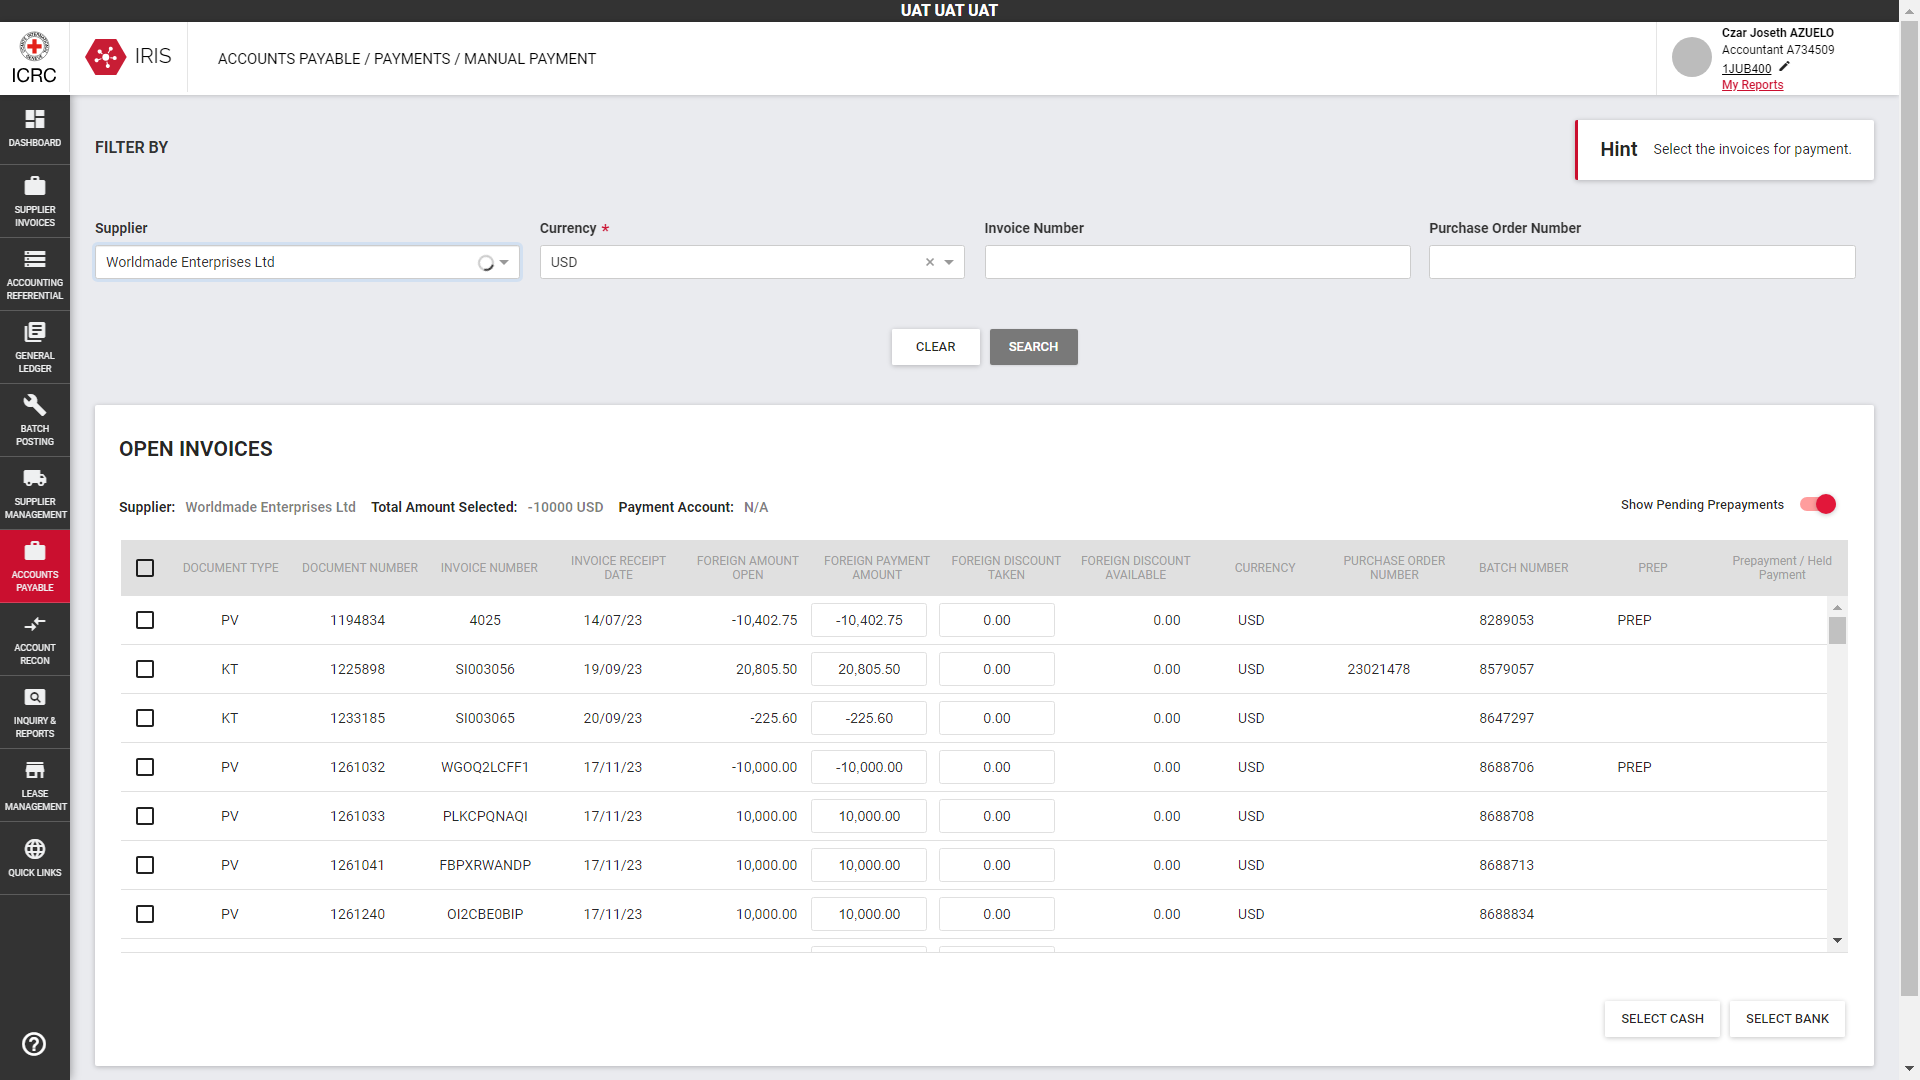 UAT UAT UAT
ICRC
IRIS
ACCOUNTS PAYABLE / PAYMENTS / MANUAL PAYMENT
Czar Joseth AZUELO
Accountant A734509
1JUB400
My Reports
DASHBOARD
SUPPLIER
INVOICES
ACCOUNTING
REFERENTIAL
GENERAL
LEDGER
BATCH
POSTING
SUPPLIER
MANAGEMENT
ACCOUNTS
PAYABLE
ACCOUNT
RECON
INQUIRY &
REPORTS
LEASE
MANAGEMENT
QUICK LINKS
FILTER BY
Hint Select the invoices for payment.
Supplier Currency * Invoice Number Purchase Order Number
Worldmade Enterprises Ltd USD
CLEAR SEARCH
OPEN INVOICES
Supplier: Worldmade Enterprises Ltd Total Amount Selected: -10000 USD Payment Account: N/A Show Pending Prepayments
DOCUMENT TYPE DOCUMENT NUMBER INVOICE NUMBER INVOICE RECEIPT DATE FOREIGN AMOUNT OPEN FOREIGN PAYMENT AMOUNT FOREIGN DISCOUNT TAKEN FOREIGN DISCOUNT AVAILABLE CURRENCY PURCHASE ORDER NUMBER BATCH NUMBER PREP Prepayment / Held Payment
PV 1194834 4025 14/07/23 -10,402.75 -10,402.75 0.00 0.00 USD 8289053 PREP
KT 1225898 SI003056 19/09/23 20,805.50 20,805.50 0.00 0.00 USD 23021478 8579057
KT 1233185 SI003065 20/09/23 -225.60 -225.60 0.00 0.00 USD 8647297
PV 1261032 WGOQ2LCFF1 17/11/23 -10,000.00 -10,000.00 0.00 0.00 USD 8688706 PREP
PV 1261033 PLKCPQNAQI 17/11/23 10,000.00 10,000.00 0.00 0.00 USD 8688708
PV 1261041 FBPXRWANDP 17/11/23 10,000.00 10,000.00 0.00 0.00 USD 8688713
PV 1261240 OI2CBE0BIP 17/11/23 10,000.00 10,000.00 0.00 0.00 USD 8688834
SELECT CASH SELECT BANK